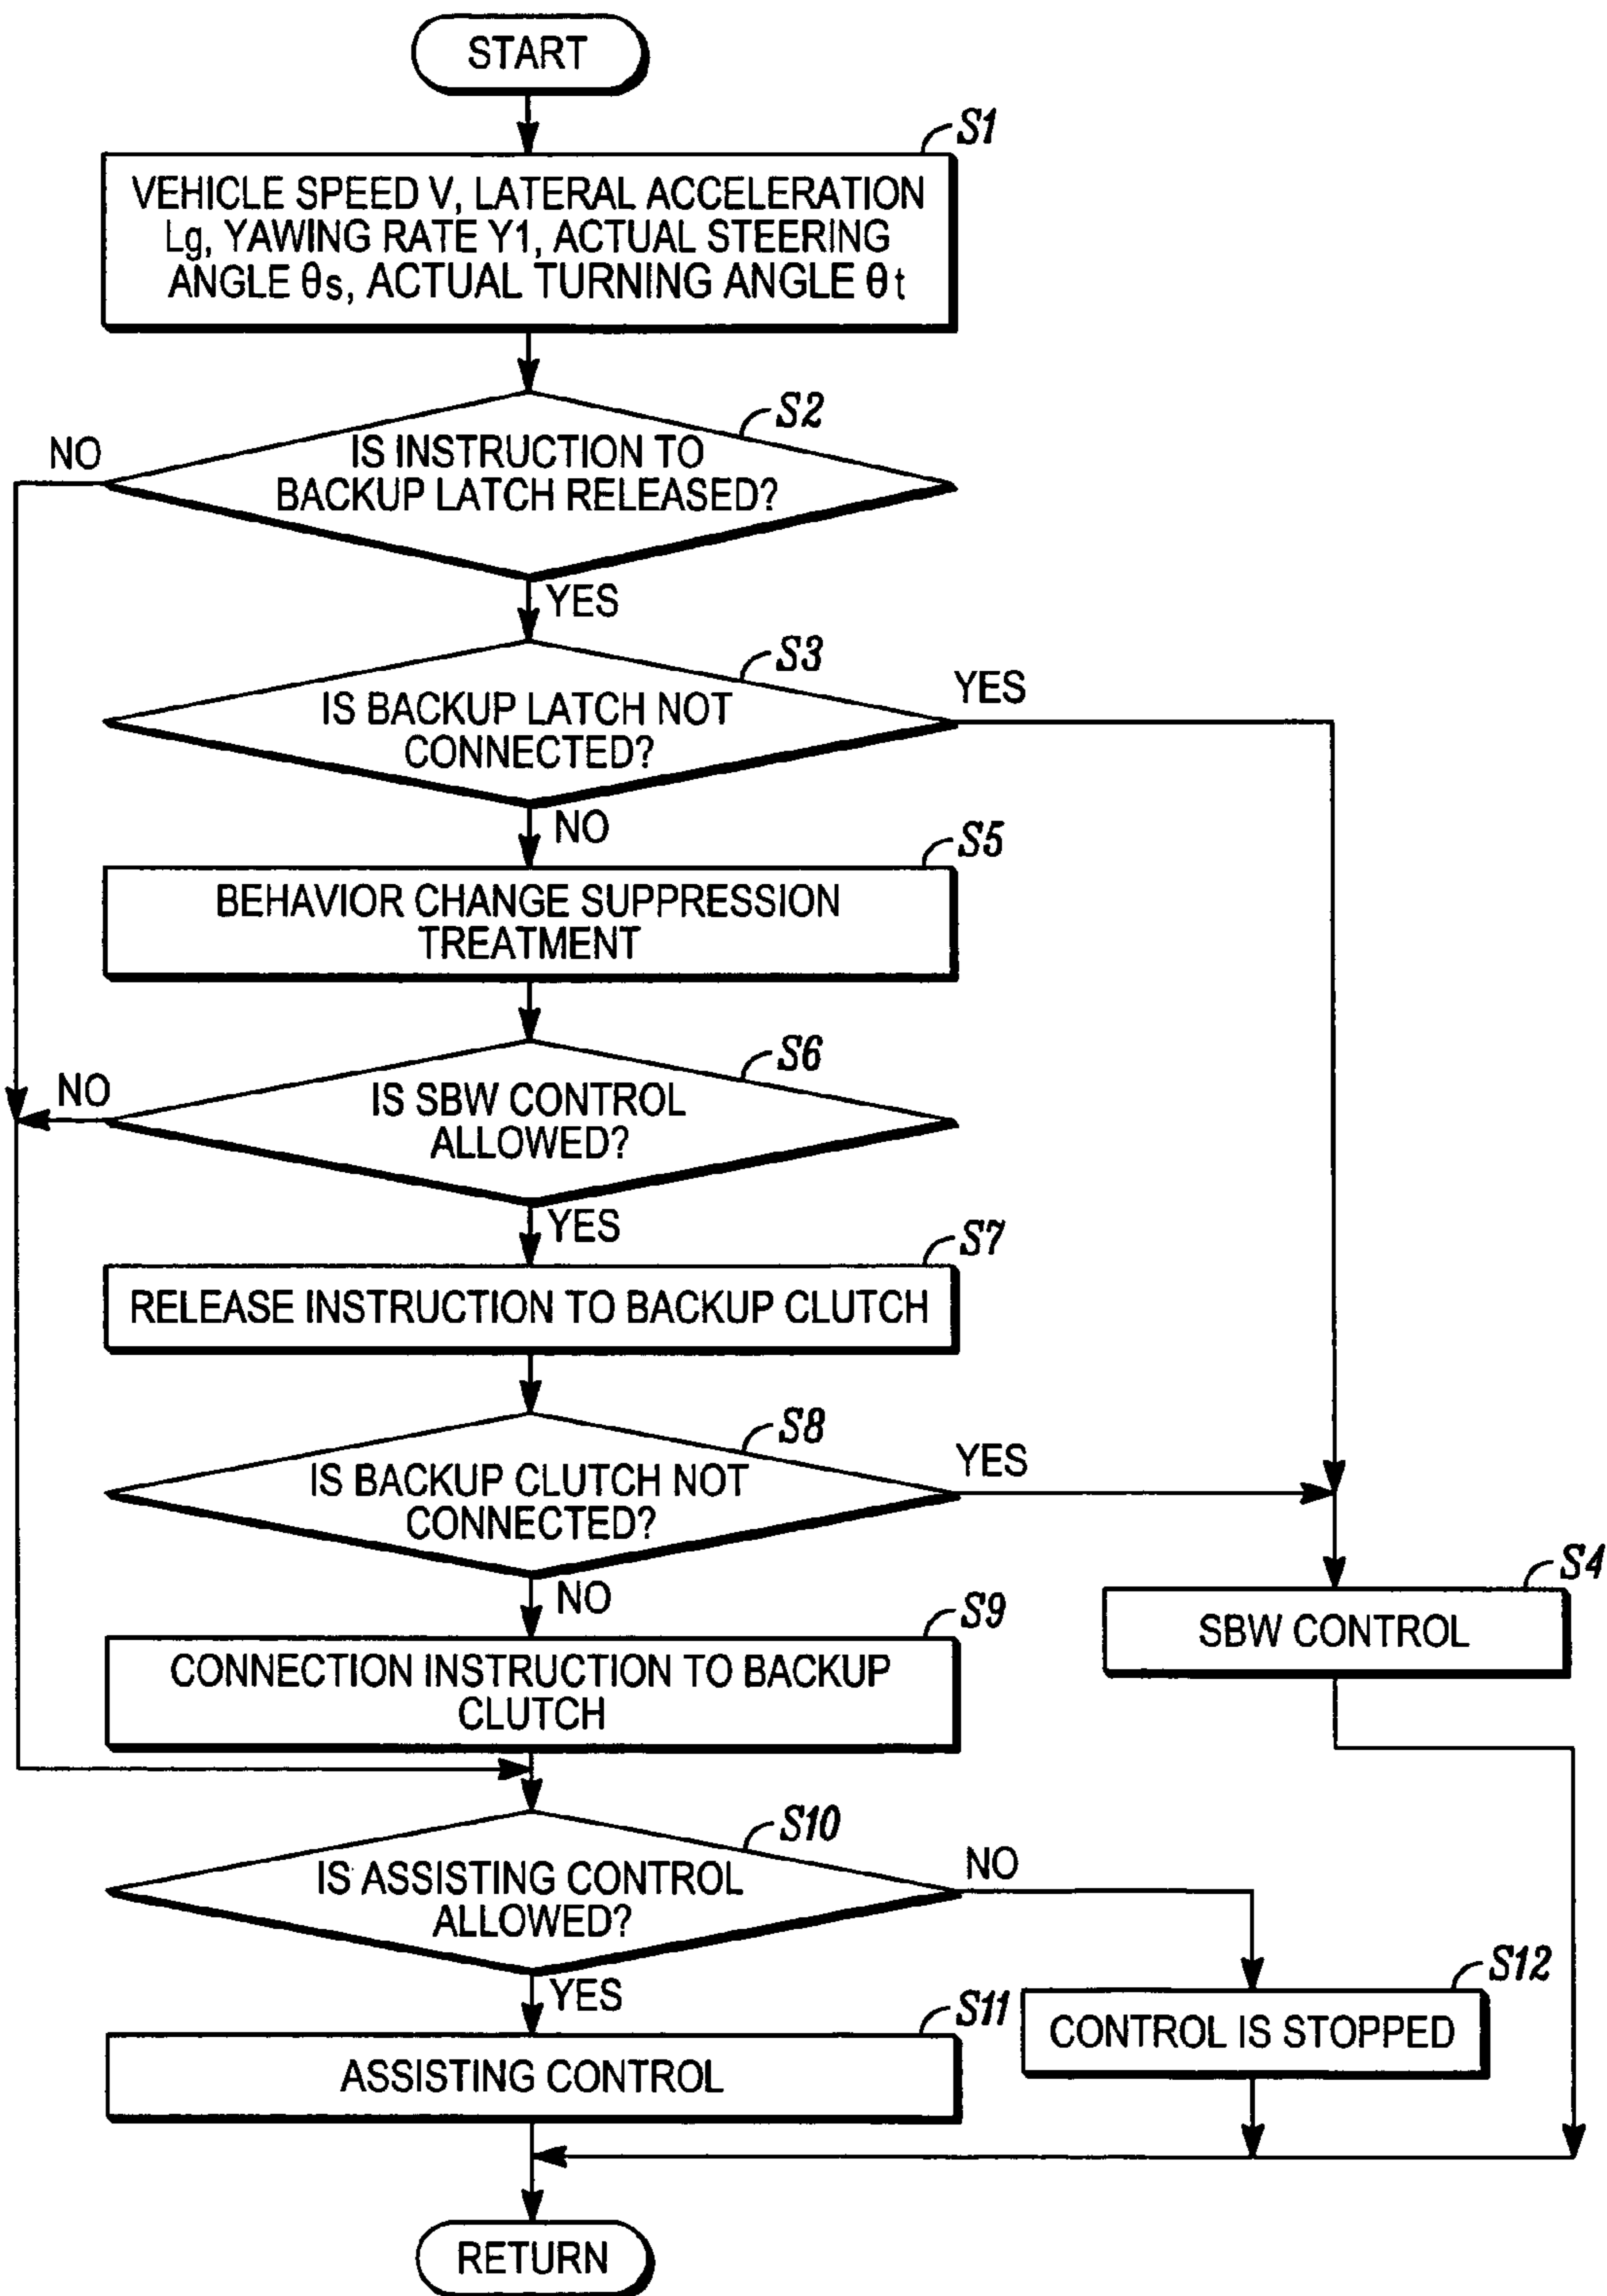 START
S1
VEHICLE SPEED V, LATERAL ACCELERATION
Lg, YAWING RATE Y1, ACTUAL STEERING
ANGLE θs, ACTUAL TURNING ANGLE θt
S2
NO
IS INSTRUCTION TO
BACKUP LATCH RELEASED?
YES
S3
YES
IS BACKUP LATCH NOT
CONNECTED?
NO
S5
BEHAVIOR CHANGE SUPPRESSION
TREATMENT
S6
NO
IS SBW CONTROL
ALLOWED?
YES
S7
RELEASE INSTRUCTION TO BACKUP CLUTCH
S8
YES
IS BACKUP CLUTCH NOT
CONNECTED?
NO
S4
SBW CONTROL
S9
CONNECTION INSTRUCTION TO BACKUP
CLUTCH
S10
NO
IS ASSISTING CONTROL
ALLOWED?
YES
S12
CONTROL IS STOPPED
S11
ASSISTING CONTROL
RETURN